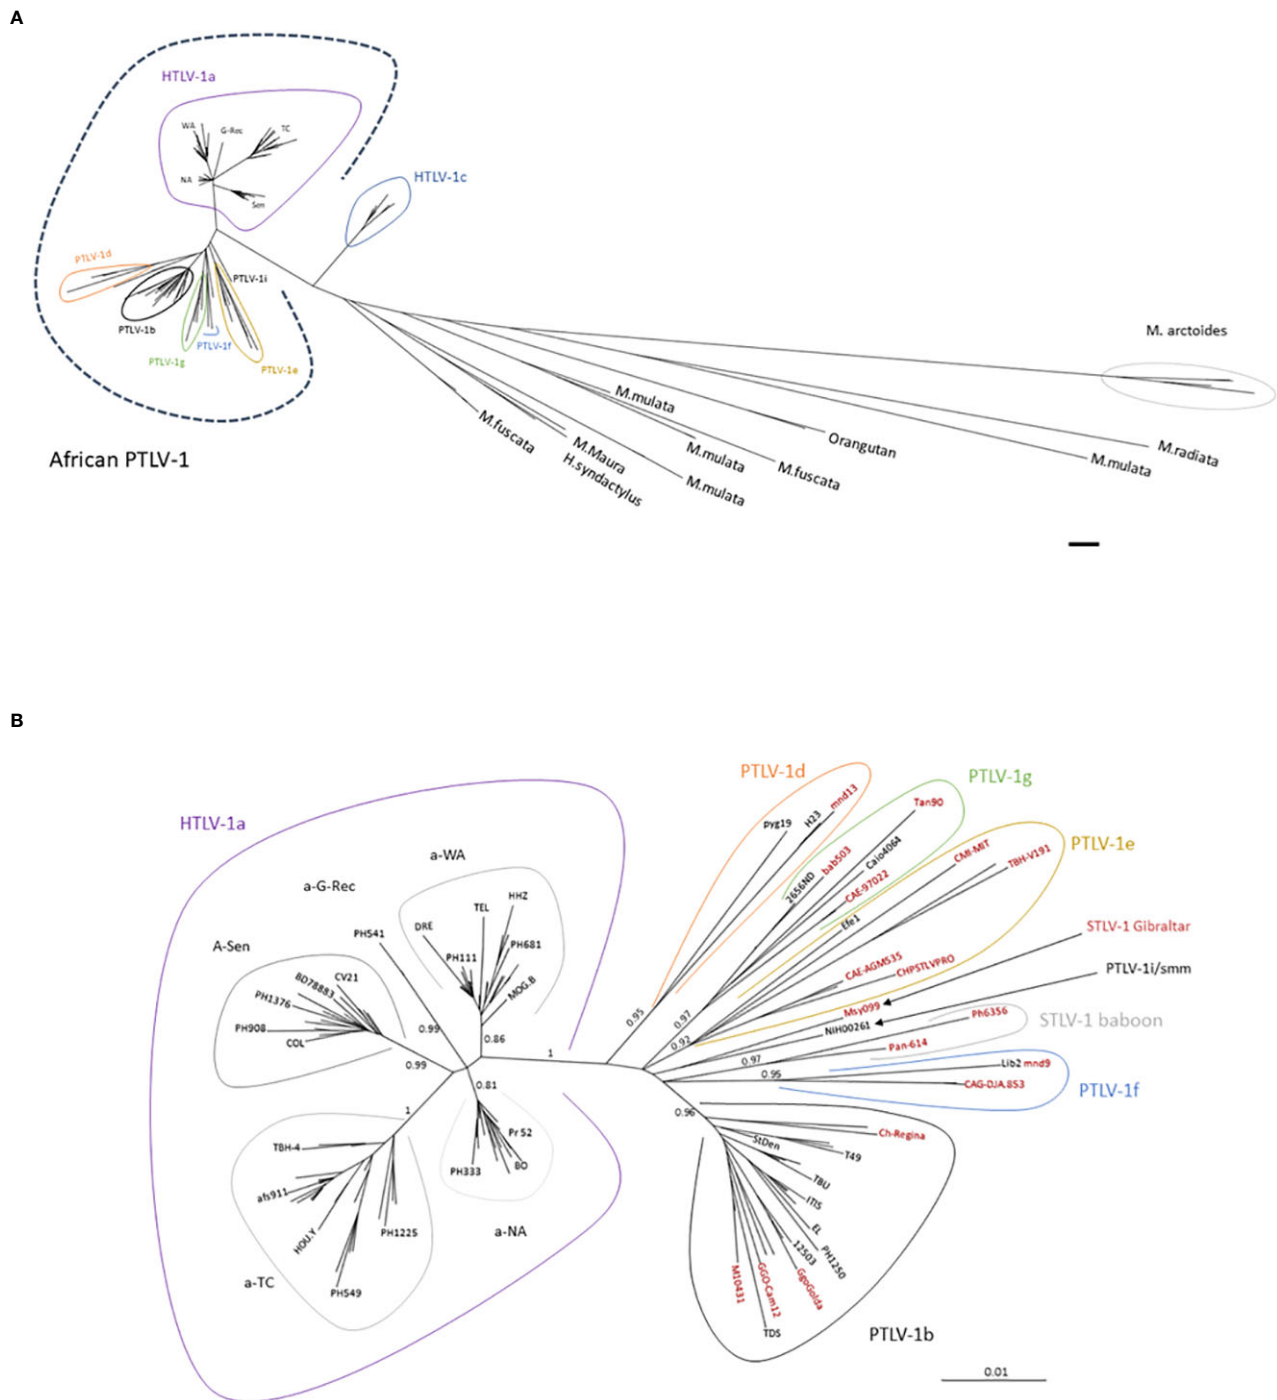 A
HTLV-1a
WA
G-Rec
TC
NA
Sen
HTLV-1c
PTLV-1d
PTLV-1i
PTLV-1b
PTLV-1f
PTLV-1g
PTLV-1e
African PTLV-1
M. arctoides
M.mulata
M.fuscata
Orangutan
M.radiata
M.Maura
M.mulata
M.mulata
H.syndactylus
M.fuscata
M.mulata
B
PTLV-1d
PTLV-1g
HTLV-1a
PTLV-1e
a-WA
a-G-Rec
A-Sen
pyg19
H23
mnd13
Tan90
Caio4064
bab503
2656ND
CAE-97022
CMI-MIT
TBH-V191
Efe1
HHZ
TEL
DRE
PH541
PH681
PH111
MOG.B
CV21
BD78883
PH1376
PH908
COL
STLV-1 Gibraltar
CAE-AGM535
CHPSTLVPRO
PTLV-1i/smm
Msy099
NIH00261
Ph6356
STLV-1 baboon
Pan-614
Lib2 mnd9
CAG-DJA.853
PTLV-1f
0.95
0.97
0.92
0.99
0.86
1
0.99
0.81
0.97
0.95
0.96
1
TBH-4
afs911
HOU.Y
PH1225
PH549
a-TC
Pr 52
BO
PH333
a-NA
Ch-Regina
StDen
T49
TBU
ITIS
EL
PH1250
12503
GgoGolda
GGO-Cam12
M10431
TDS
PTLV-1b
0.01